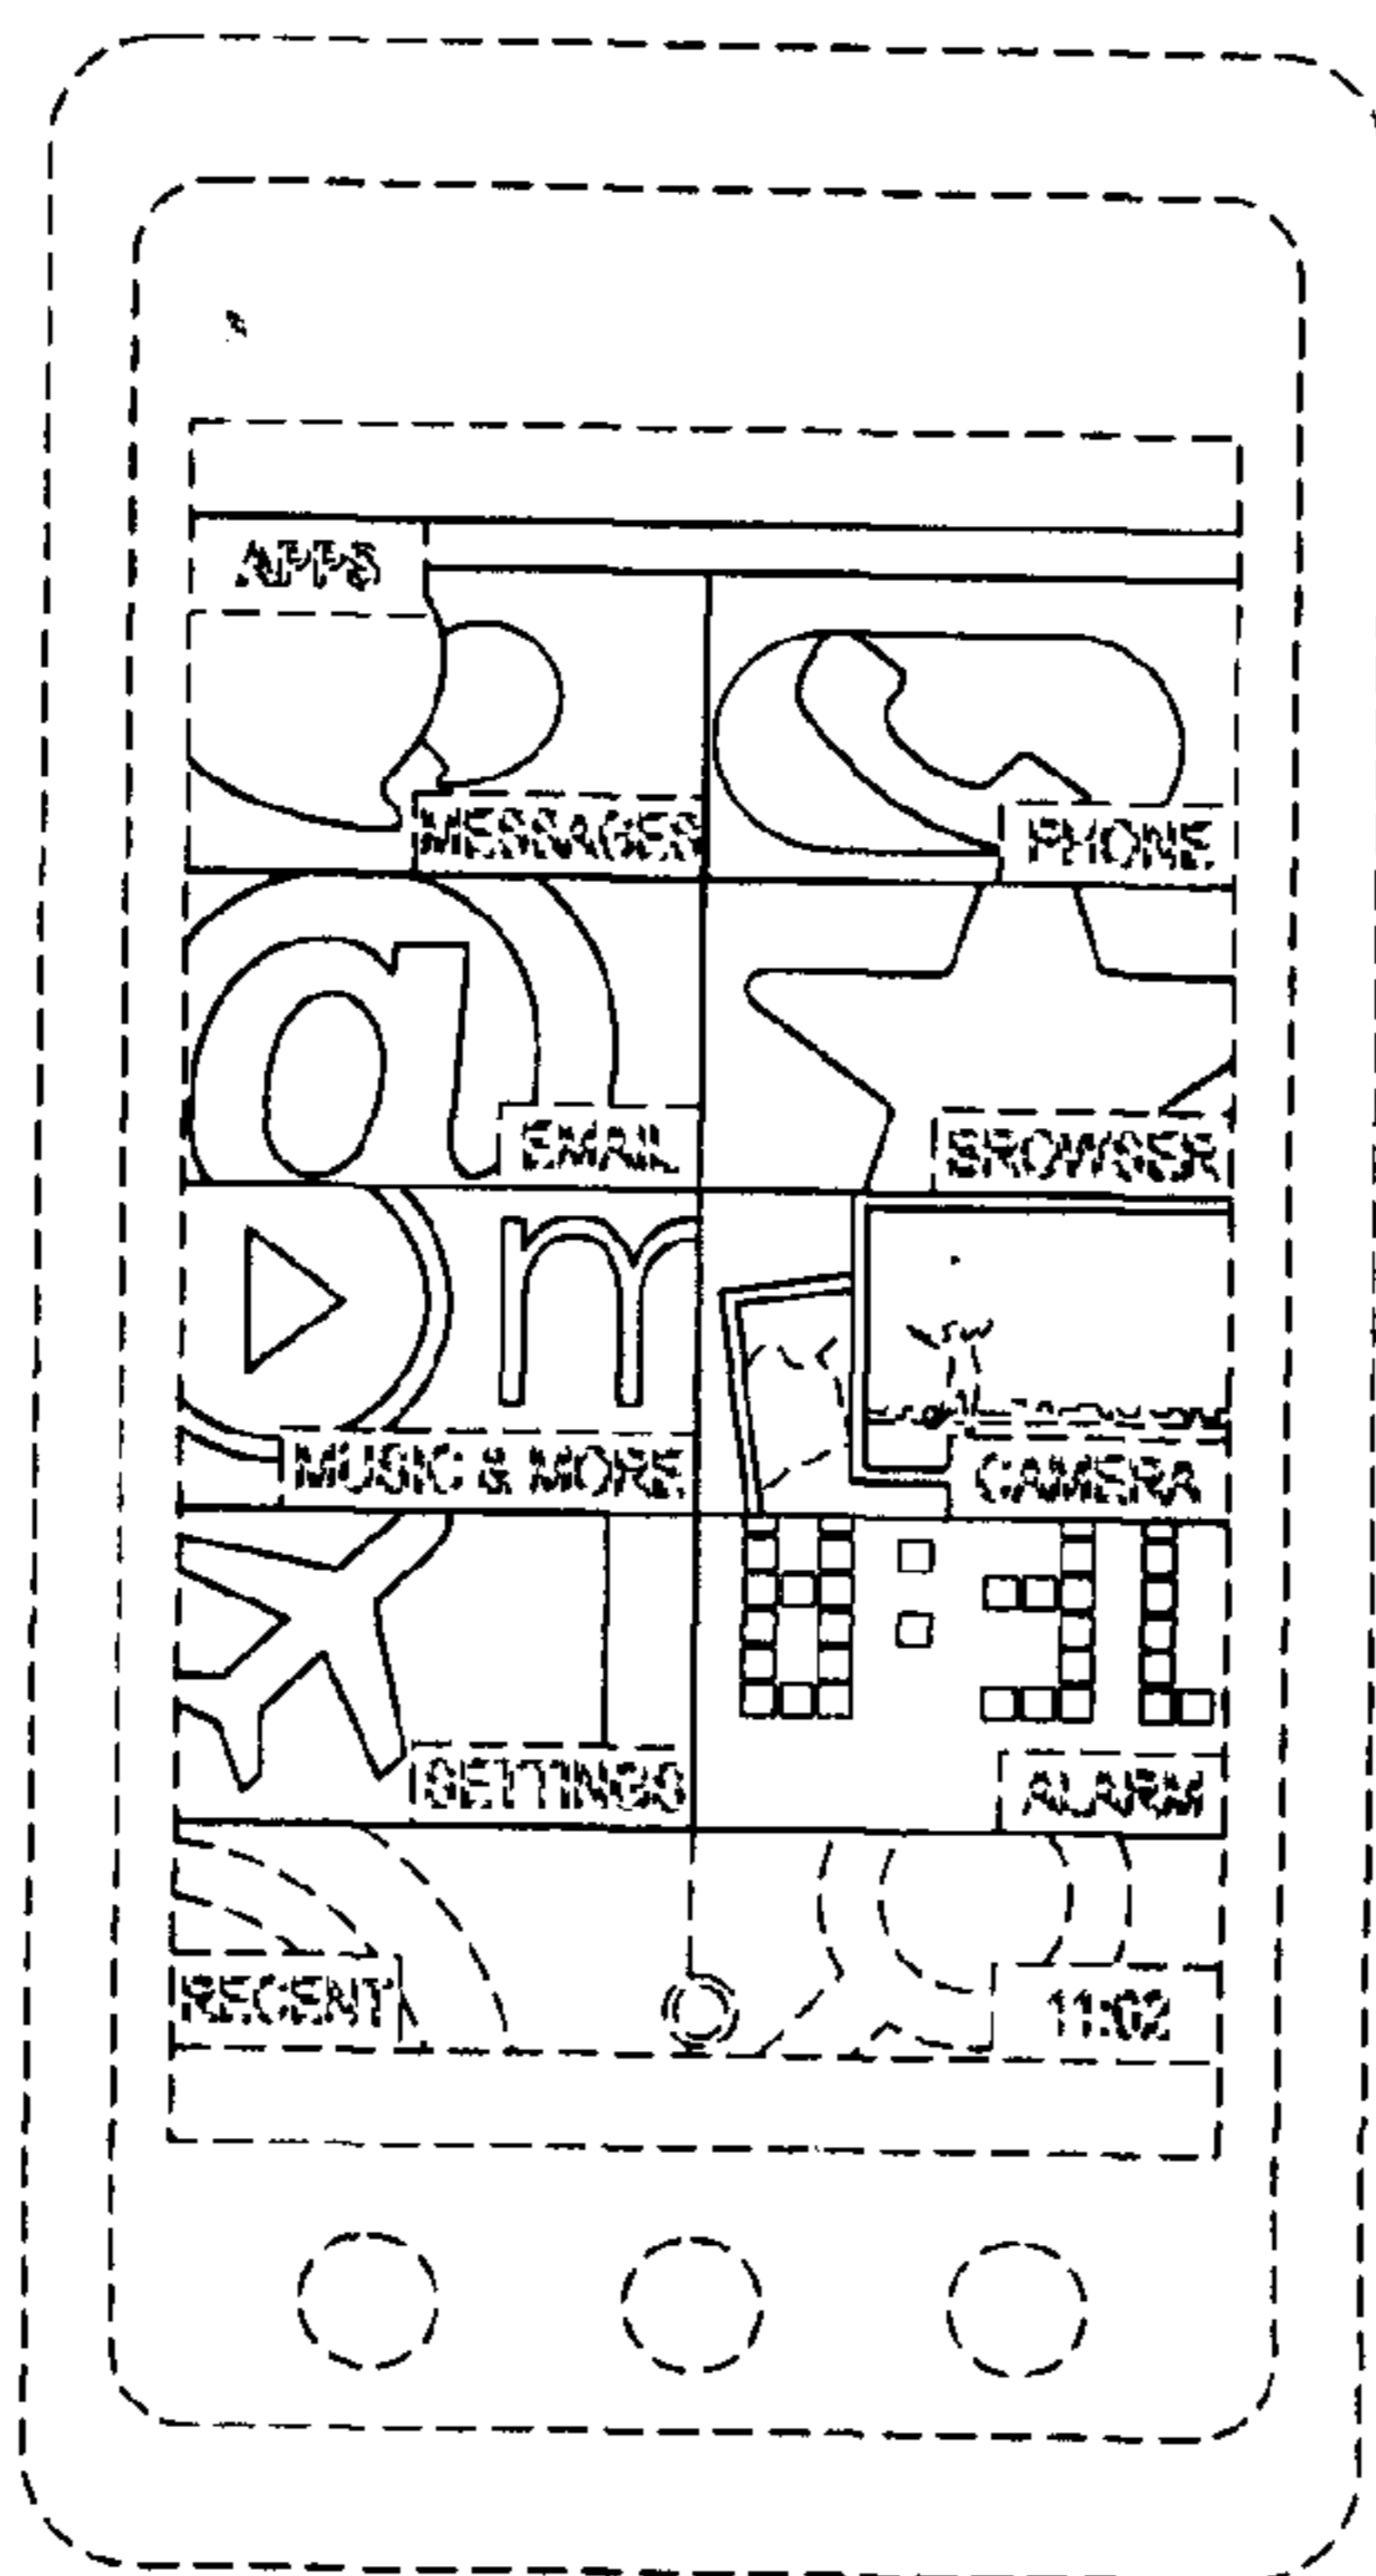 APPS
MESSAGES PHONE
a
EMAIL BROWSER
m
MUSIC & MORE CAMERA
SETTINGS ALARM
RECENT 11:02